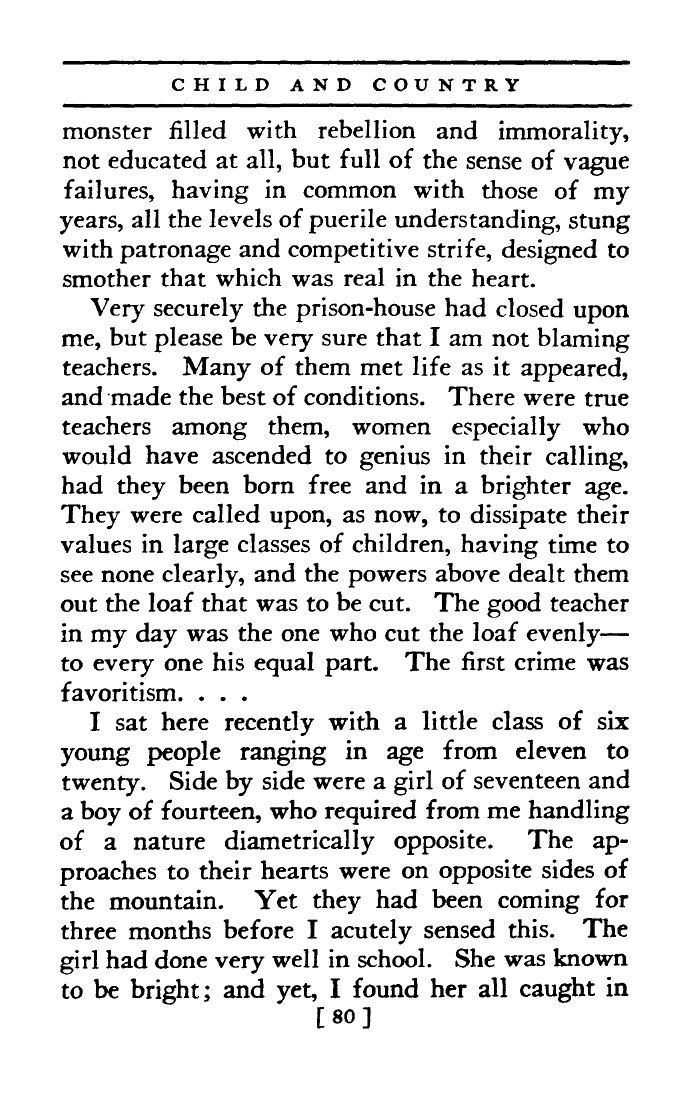 CHILD AND COUNTRY
monster filled with rebellion and immorality,
not educated at all, but full of the sense of vague
failures, having in common with those of my
years, all the levels of puerile understanding, stung
with patronage and competitive strife, designed to
smother that which was real in the heart.
Very securely the prison-house had closed upon
me, but please be very sure that I am not blaming
teachers. Many of them met life as it appeared,
and made the best of conditions. There were true
teachers among them, women especially who
would have ascended to genius in their calling,
had they been born free and in a brighter age.
They were called upon, as now, to dissipate their
values in large classes of children, having time to
see none clearly, and the powers above dealt them
out the loaf that was to be cut. The good teacher
in my day was the one who cut the loaf evenly—
to every one his equal part. The first crime was
favoritism. . . .
I sat here recently with a little class of six
young people ranging in age from eleven to
twenty. Side by side were a girl of seventeen and
a boy of fourteen, who required from me handling
of a nature diametrically opposite. The ap-
proaches to their hearts were on opposite sides of
the mountain. Yet they had been coming for
three months before I acutely sensed this. The
girl had done very well in school. She was known
to be bright; and yet, I found her all caught in
[ 80 ]